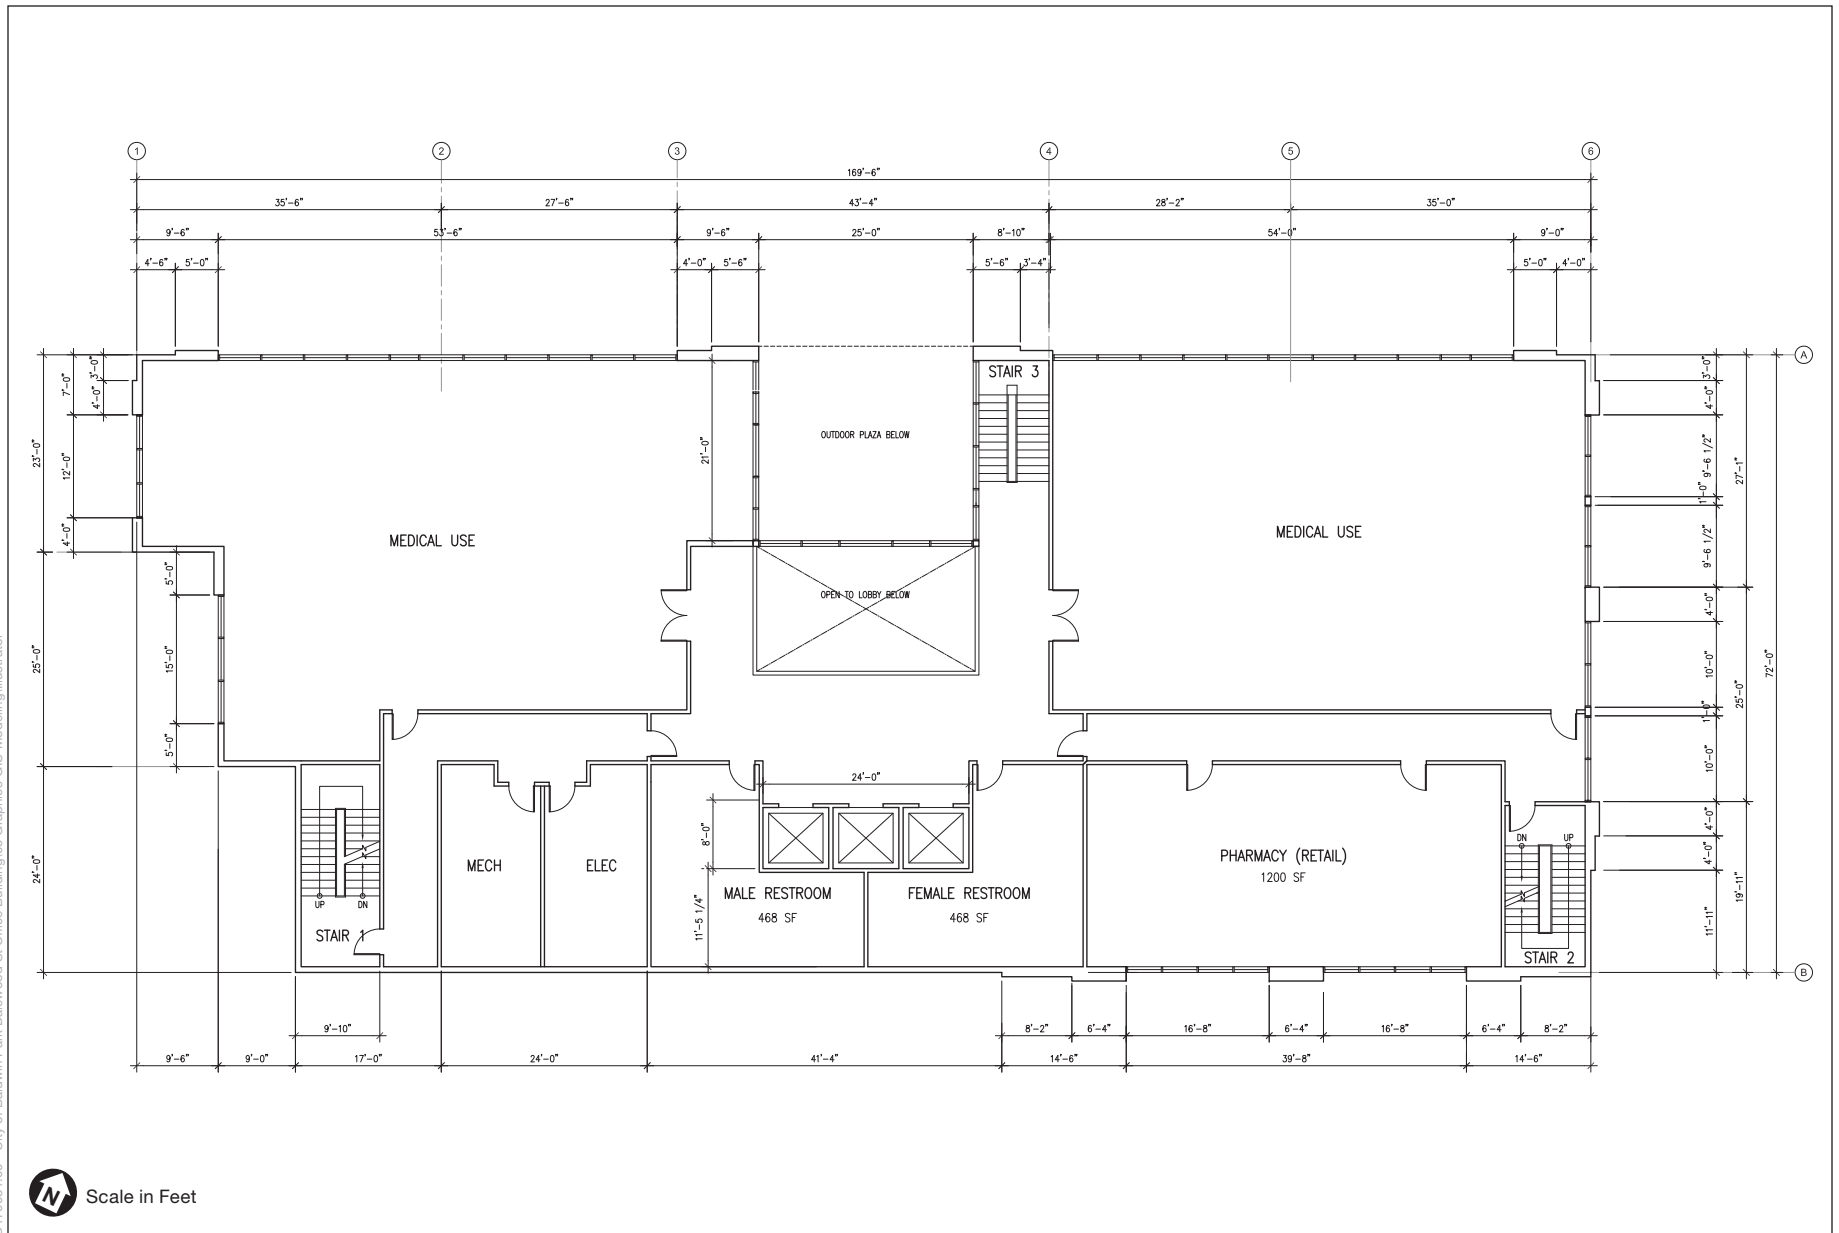 1 2 3 4 5 6
169'-6"
35'-6" 27'-6" 43'-4" 28'-2" 35'-0"
9'-6" 53'-6" 9'-6" 25'-0" 8'-10" 54'-0" 9'-0"
4'-6" 5'-0" 4'-0" 5'-6" 5'-6" 3'-4" 5'-0" 4'-0"
A
3'-0"
7'-0"
4'-0"
23'-0"
12'-0"
4'-0"
5'-0"
25'-0"
15'-0"
5'-0"
24'-0"
STAIR 3
21'-0"
OUTDOOR PLAZA BELOW
MEDICAL USE
MEDICAL USE
OPEN TO LOBBY BELOW
3'-0"
4'-0"
9'-6 1/2"
27'-1"
1'-0"
9'-6 1/2"
4'-0"
72'-0"
10'-0"
25'-0"
1'-0"
10'-0"
4'-0"
4'-0"
19'-11"
11'-11"
24'-0"
8'-0"
11'-5 1/4"
MECH
ELEC
MALE RESTROOM
468 SF
FEMALE RESTROOM
468 SF
PHARMACY (RETAIL)
1200 SF
UP DN
STAIR 1
DN UP
STAIR 2
B
9'-10" 8'-2" 6'-4" 16'-8" 6'-4" 16'-8" 6'-4" 8'-2"
9'-6" 9'-0" 17'-0" 24'-0" 41'-4" 14'-6" 39'-8" 14'-6"
N
Scale in Feet